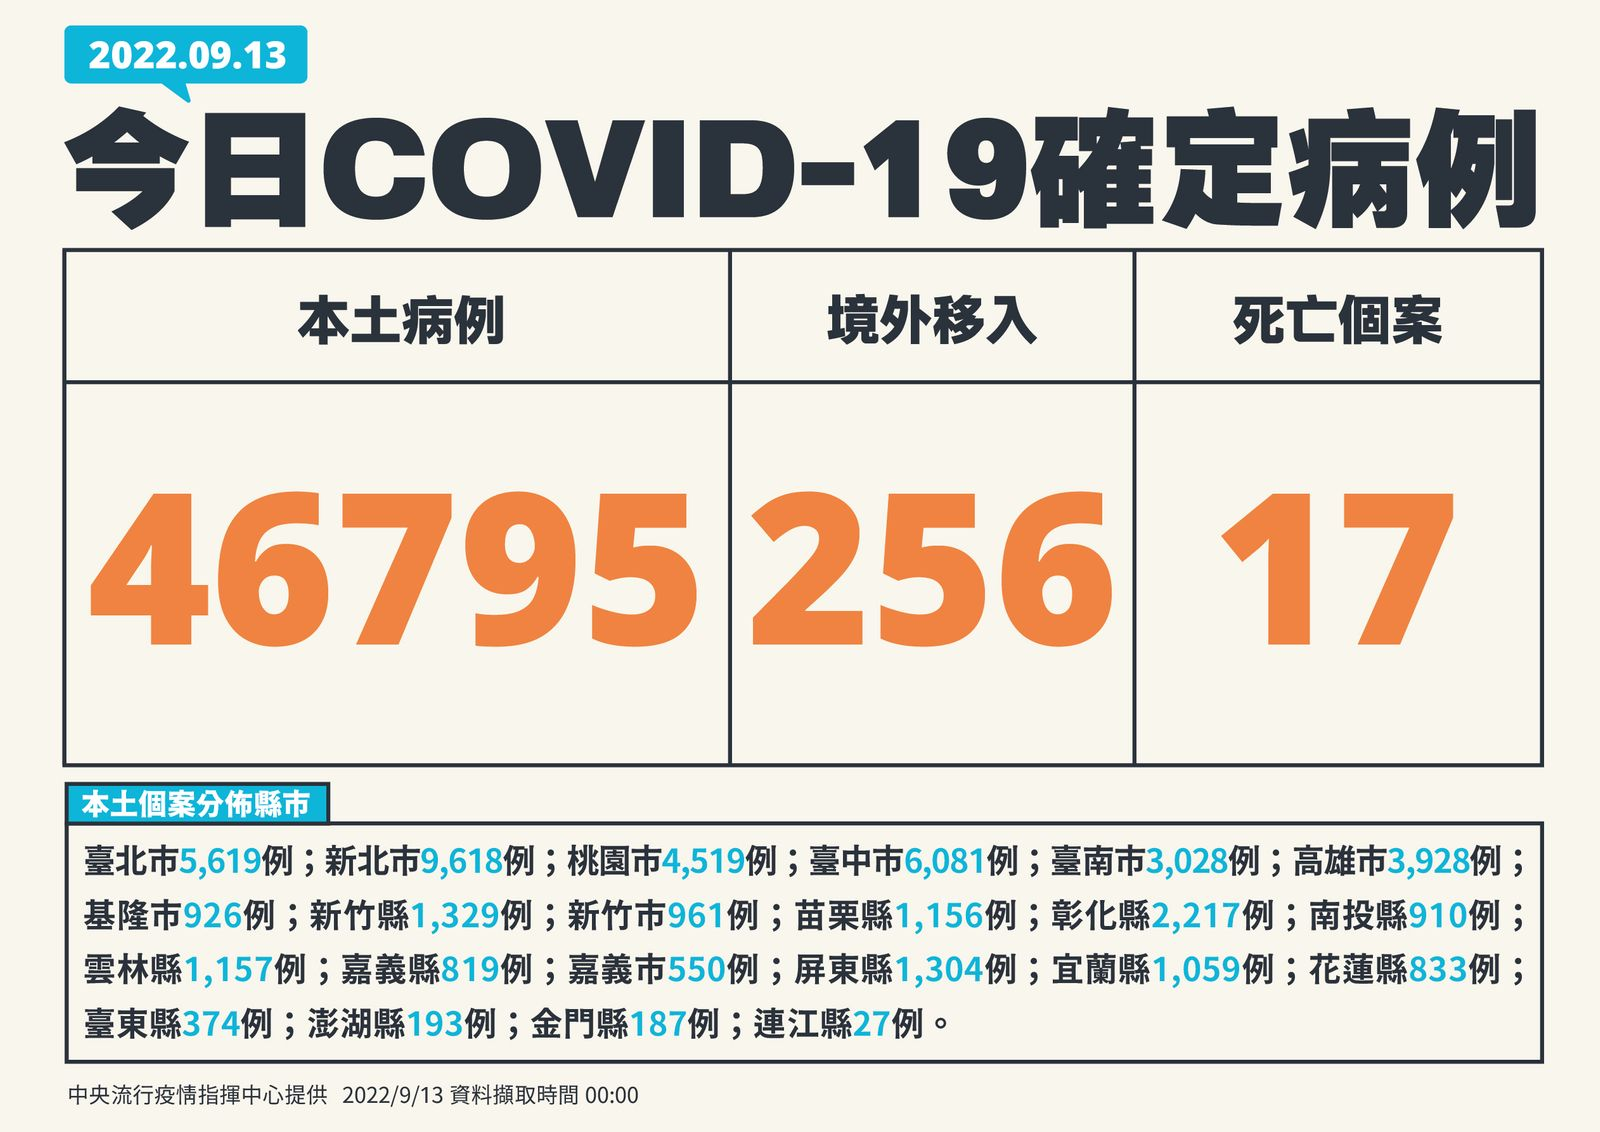 2022.09.13
今日COVID-19確定病例
本土病例 境外移入 死亡個案
46795 256 17
本土個案分佈縣市
臺北市5,619例；新北市9,618例；桃園市4,519例；臺中市6,081例；臺南市3,028例；高雄市3,928例；
基隆市926例；新竹縣1,329例；新竹市961例；苗栗縣1,156例；彰化縣2,217例；南投縣910例；
雲林縣1,157例；嘉義縣819例；嘉義市550例；屏東縣1,304例；宜蘭縣1,059例；花蓮縣833例；
臺東縣374例；澎湖縣193例；金門縣187例；連江縣27例。
中央流行疫情指揮中心提供 2022/9/13 資料擷取時間 00:00